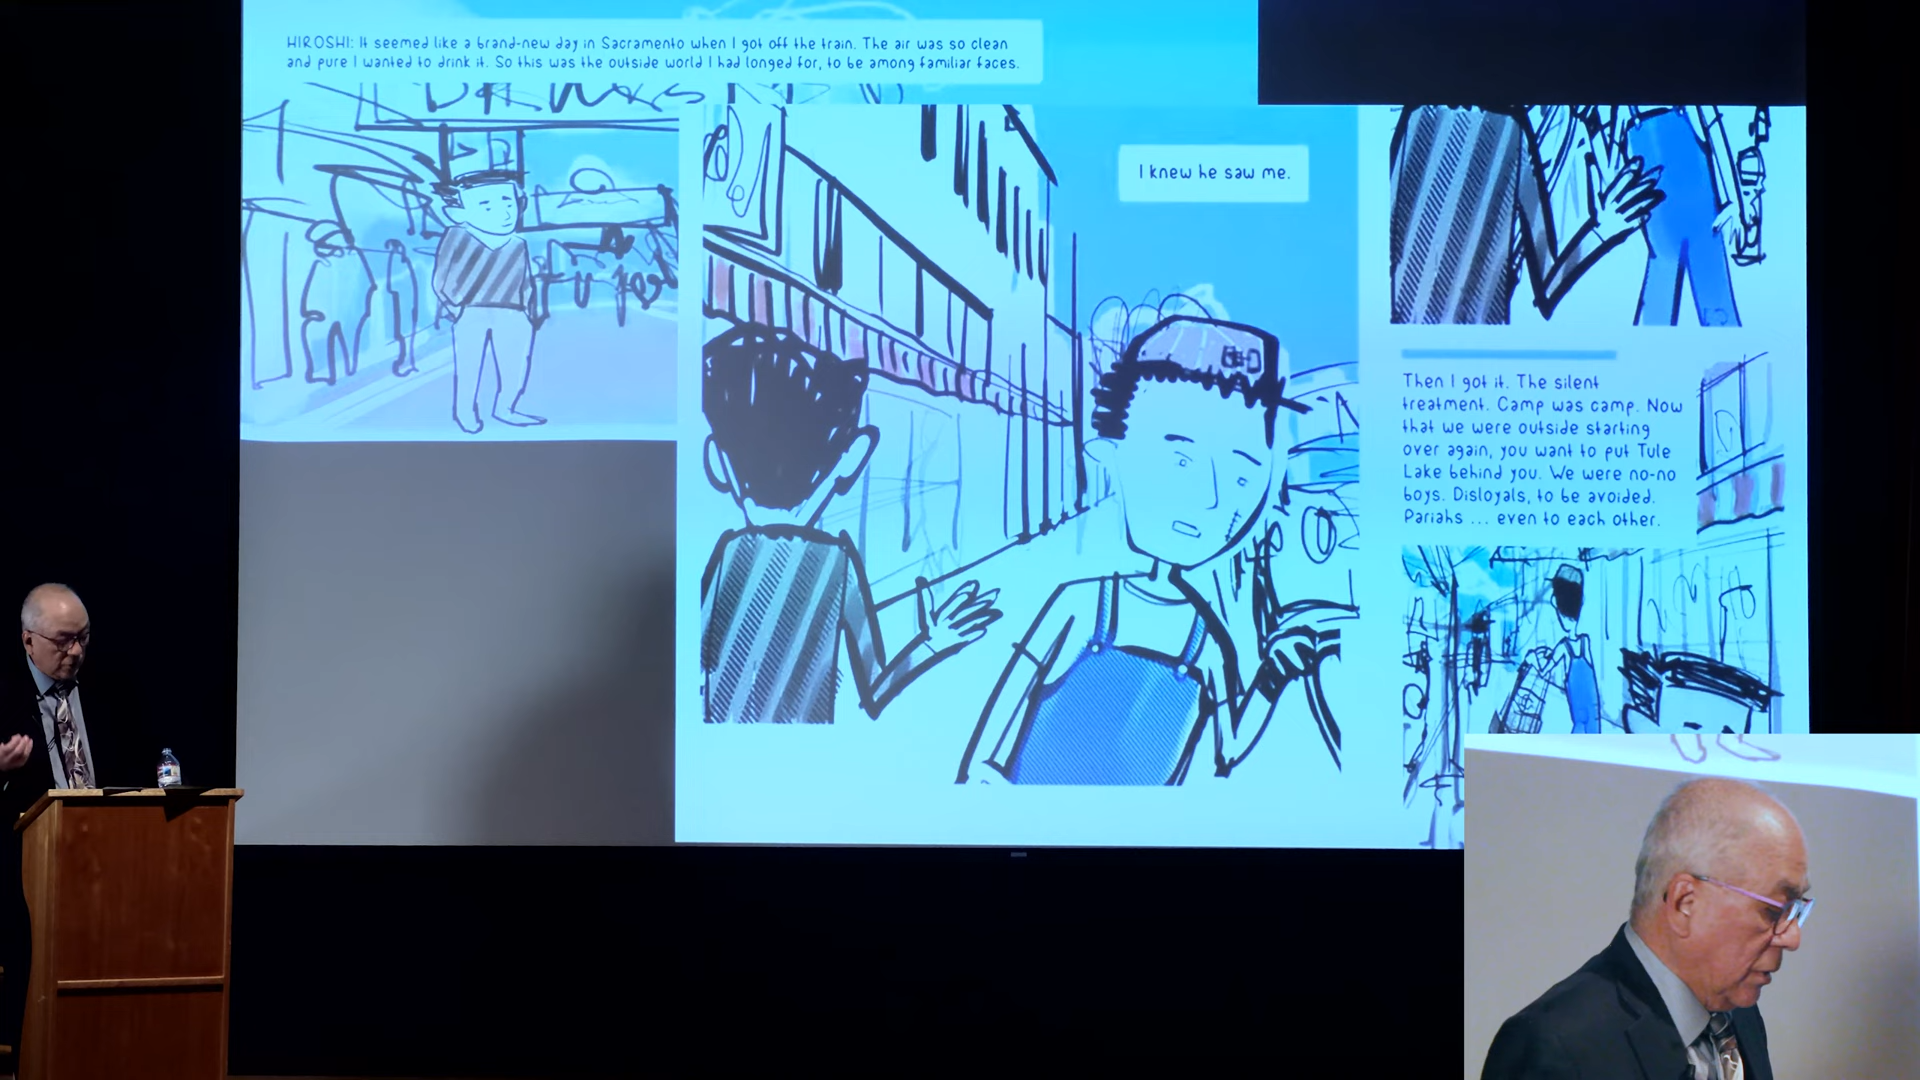 HIROSHI: It seemed like a brand-new day in Sacramento when I got off the train. The air was so clean
and pure I wanted to drink it. So this was the outside world I had longed for, to be among familiar faces.
I knew he saw me.
Then I got it. The silent
treatment. Camp was camp. Now
that we were outside starting
over again, you want to put Tule
Lake behind you. We were no-no
boys. Disloyals, to be avoided.
Pariahs ... even to each other.